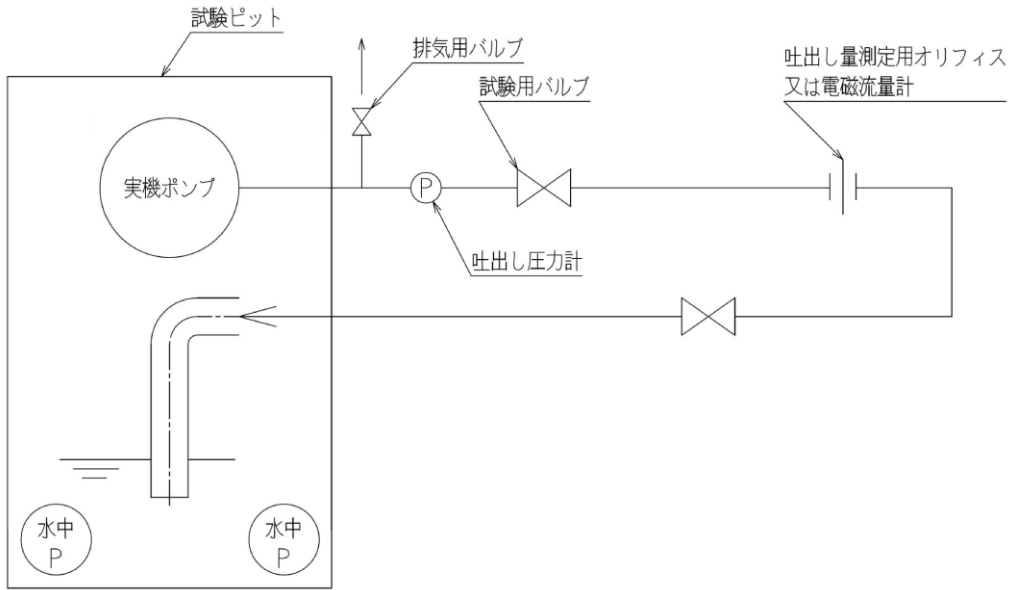 試験ピット
排気用バルブ
試験用バルブ
吐出し量測定用オリフィス
又は電磁流量計
実機ポンプ
P
吐出し圧力計
水中
P
水中
P